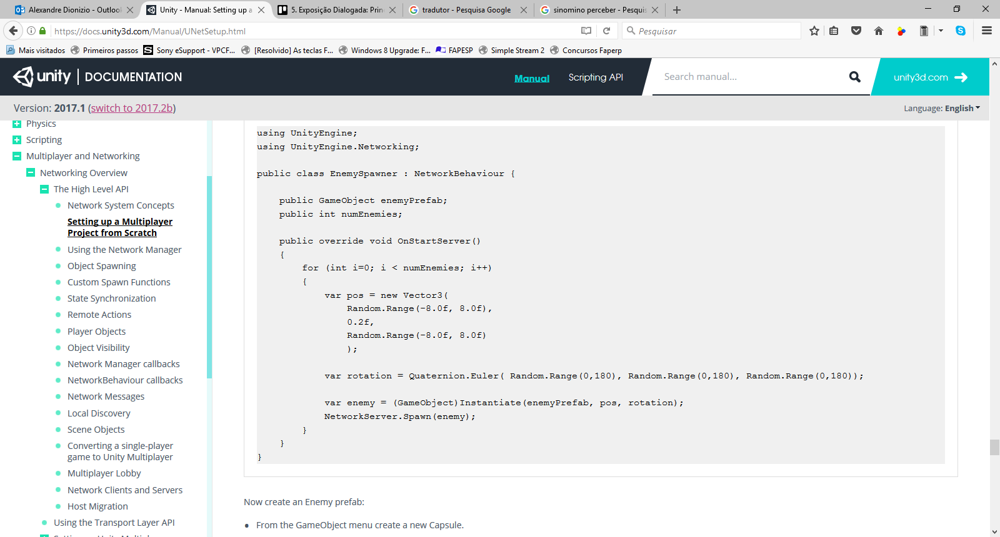 Alexandre Dionizio - Outlool
Unity - Manual: Setting up a
5. Exposição Dialogada: Prin
tradutor - Pesquisa Google
sinomino perceber - Pesquis
https://docs.unity3d.com/Manual/UNetSetup.html
Pesquisar
Mais visitados
Primeiros passos
Sony eSupport - VPCF...
[Resolvido] As teclas F...
Windows 8 Upgrade: F...
FAPESP
Simple Stream 2
Concursos Faperp
unity | DOCUMENTATION
Manual
Scripting API
Search manual...
unity3d.com
Version: 2017.1 (switch to 2017.2b)
Language: English
Physics
Scripting
Multiplayer and Networking
Networking Overview
The High Level API
Network System Concepts
Setting up a Multiplayer
Project from Scratch
Using the Network Manager
Object Spawning
Custom Spawn Functions
State Synchronization
Remote Actions
Player Objects
Object Visibility
Network Manager callbacks
NetworkBehaviour callbacks
Network Messages
Local Discovery
Scene Objects
Converting a single-player
game to Unity Multiplayer
Multiplayer Lobby
Network Clients and Servers
Host Migration
Using the Transport Layer API
using UnityEngine;
using UnityEngine.Networking;
public class EnemySpawner : NetworkBehaviour {
public GameObject enemyPrefab;
public int numEnemies;
public override void OnStartServer()
{
for (int i=0; i < numEnemies; i++)
{
var pos = new Vector3(
Random.Range(-8.0f, 8.0f),
0.2f,
Random.Range(-8.0f, 8.0f)
);
var rotation = Quaternion.Euler( Random.Range(0,180), Random.Range(0,180), Random.Range(0,180));
var enemy = (GameObject)Instantiate(enemyPrefab, pos, rotation);
NetworkServer.Spawn(enemy);
}
}
}
Now create an Enemy prefab:
• From the GameObject menu create a new Capsule.